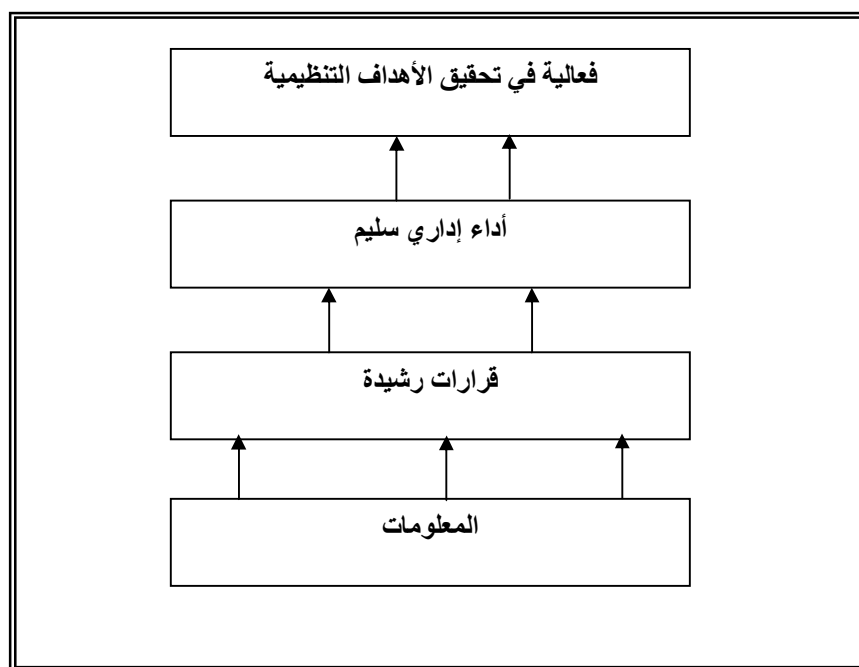 فعالية في تحقيق الأهداف التنظيمية
أداء إداري سليم
قرارات رشيدة
المعلومات